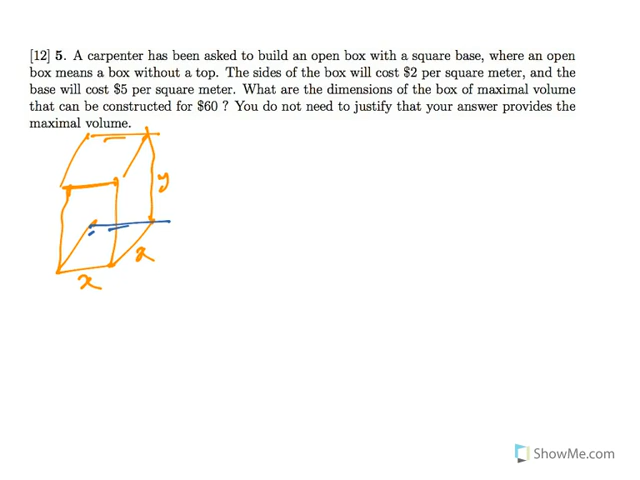 [12] 5. A carpenter has been asked to build an open box with a square base, where an open
box means a box without a top. The sides of the box will cost $2 per square meter, and the
base will cost $5 per square meter. What are the dimensions of the box of maximal volume
that can be constructed for $60 ? You do not need to justify that your answer provides the
maximal volume.
y
x
x
ShowMe.com